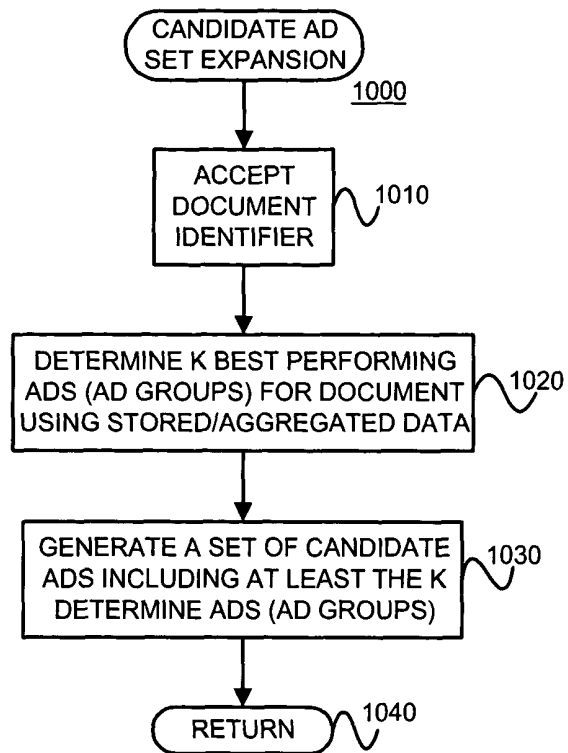 CANDIDATE AD
SET EXPANSION
1000
ACCEPT
DOCUMENT
IDENTIFIER
1010
DETERMINE K BEST PERFORMING
ADS (AD GROUPS) FOR DOCUMENT
USING STORED/AGGREGATED DATA
1020
GENERATE A SET OF CANDIDATE
ADS INCLUDING AT LEAST THE K
DETERMINE ADS (AD GROUPS)
1030
RETURN
1040